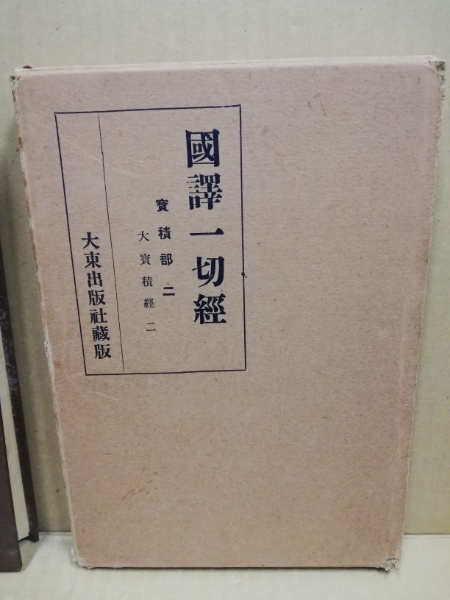 國譯一切經
寳積部 二
大寳積經 二
大東出版社藏版